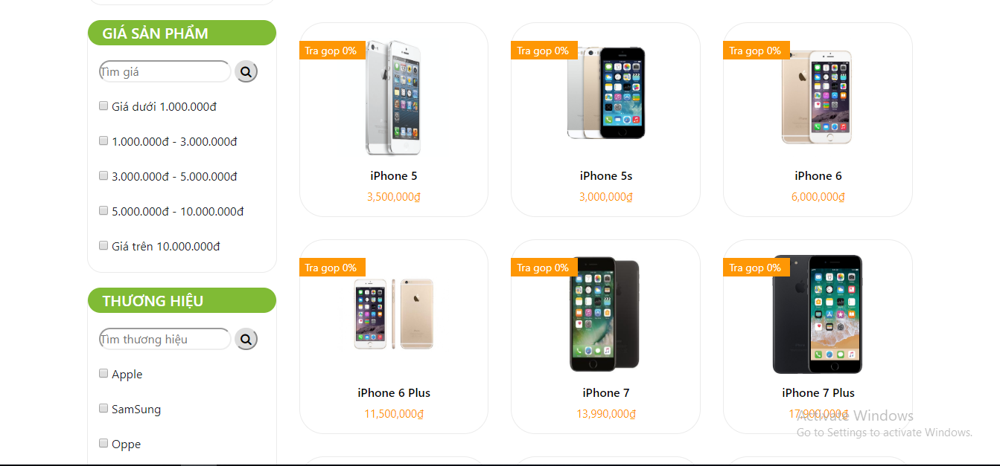 GIÁ SẢN PHẨM
Tìm giá
Giá dưới 1.000.000đ
1.000.000đ - 3.000.000đ
3.000.000đ - 5.000.000đ
5.000.000đ - 10.000.000đ
Giá trên 10.000.000đ
THƯƠNG HIỆU
Tìm thương hiệu
Apple
SamSung
Oppe
Tra gop 0%
iPhone 5
3,500,000₫
Tra gop 0%
iPhone 5s
3,000,000₫
Tra gop 0%
iPhone 6
6,000,000₫
Tra gop 0%
iPhone 6 Plus
11,500,000₫
Tra gop 0%
iPhone 7
13,990,000₫
Tra gop 0%
iPhone 7 Plus
17,900,000₫
Activate Windows
Go to Settings to activate Windows.